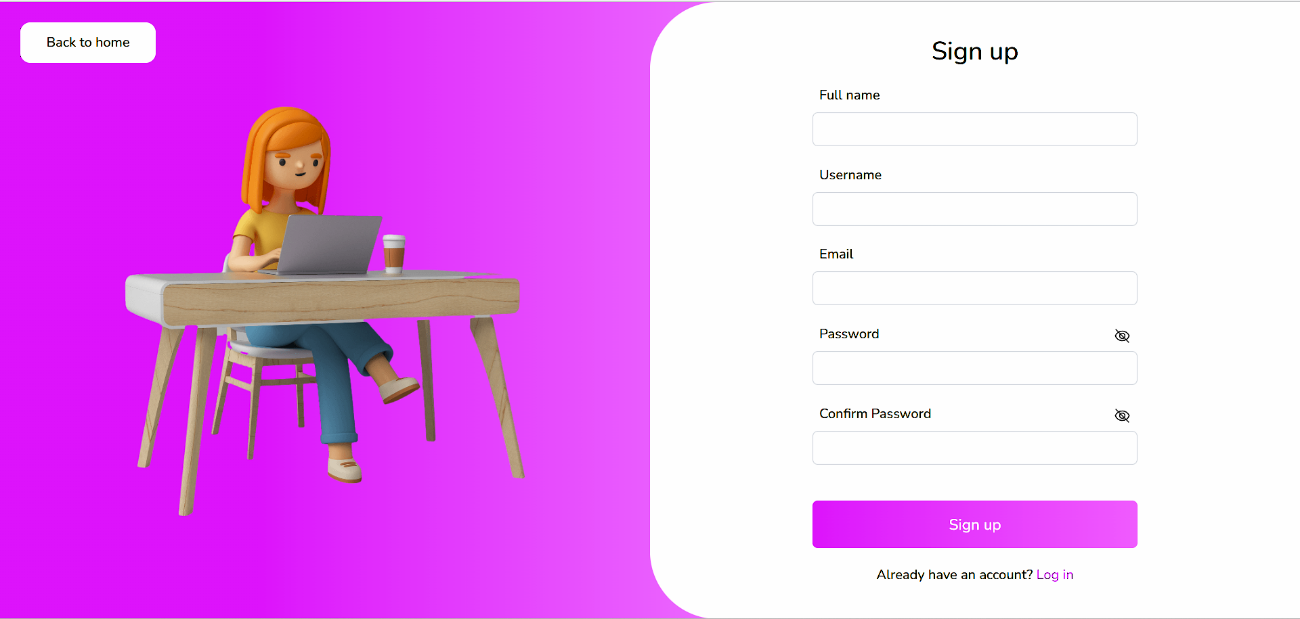 Back to home
Sign up
Full name
Username
Email
Password
Confirm Password
Sign up
Already have an account? Log in